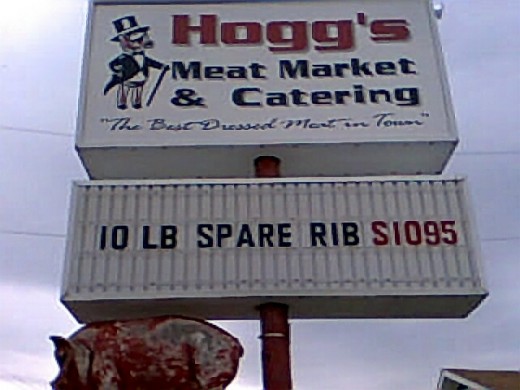 Hogg's
Meat Market
& Catering
"The Best Dressed Meat in Town"
10 LB SPARE RIB $1095